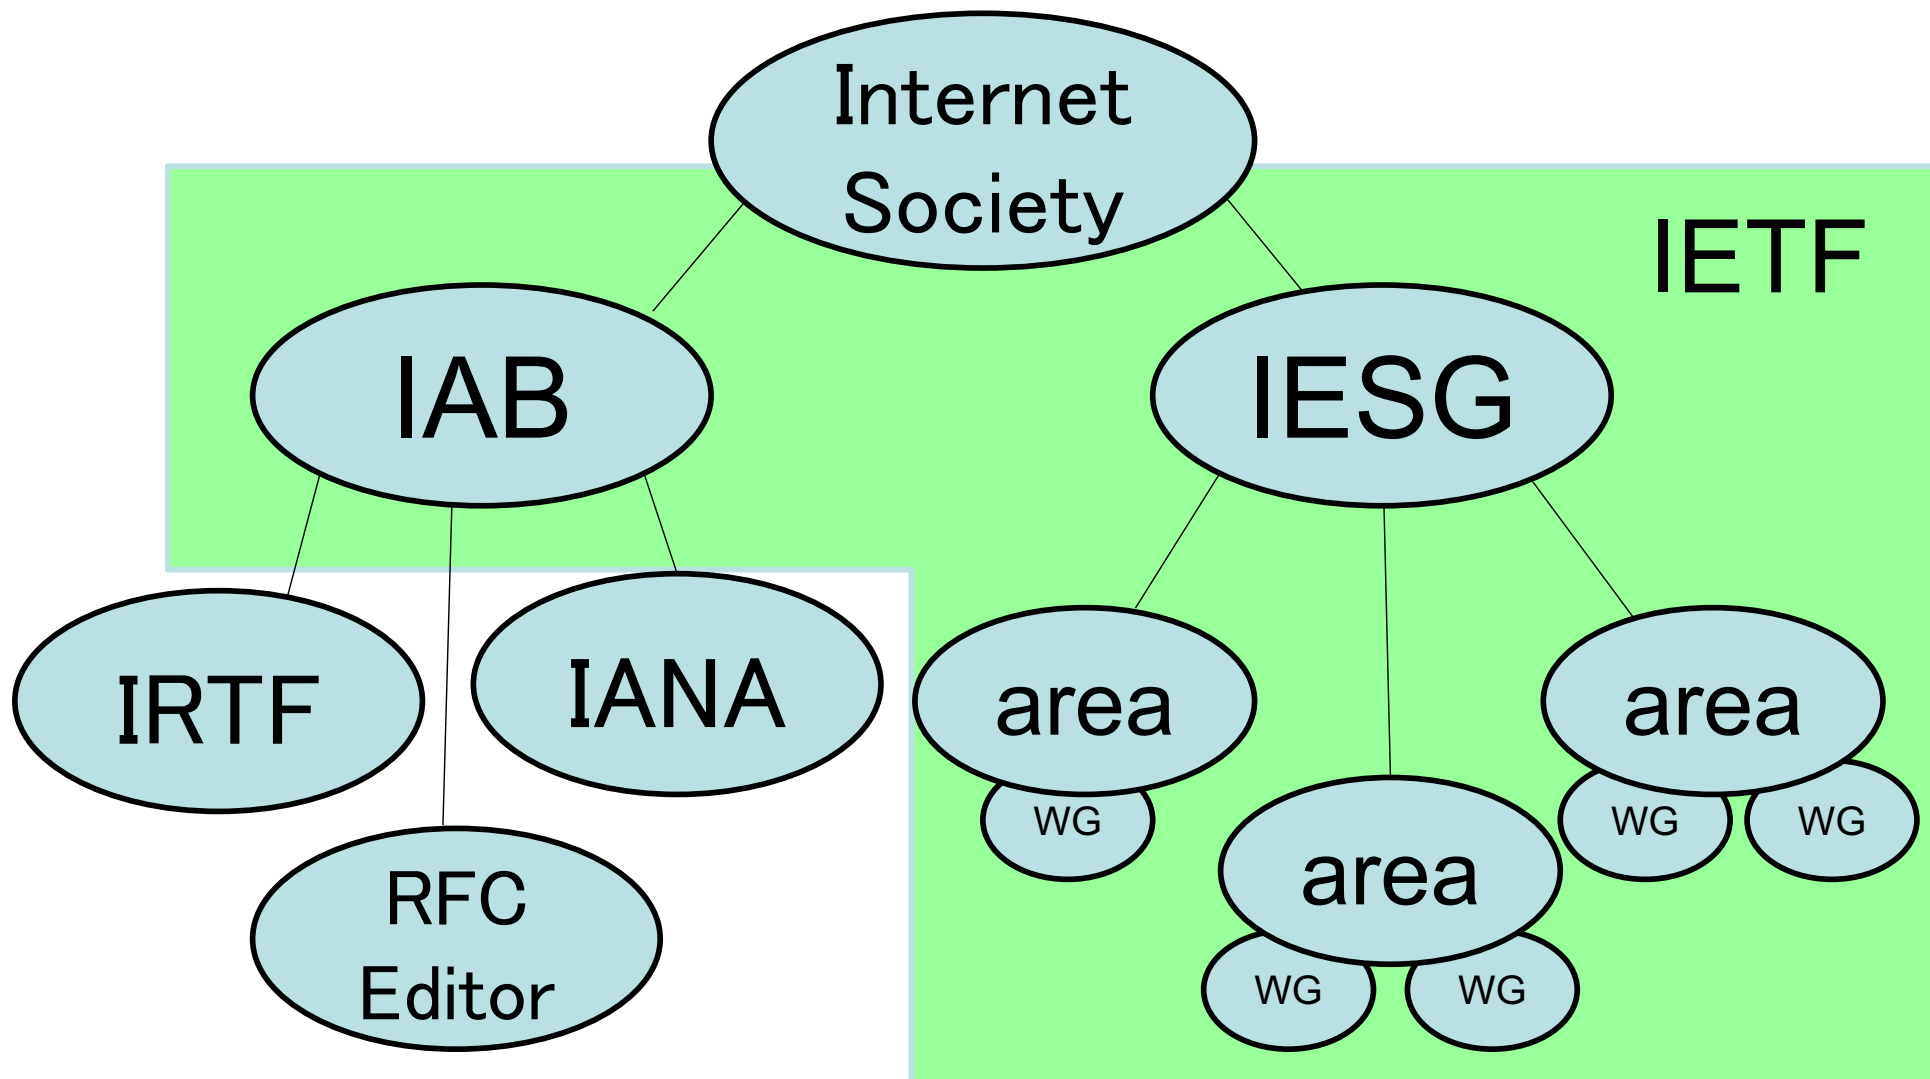 Internet
Society
IETF
IAB
IESG
IRTF
IANA
area
area
WG
WG
WG
area
RFC
Editor
WG
WG